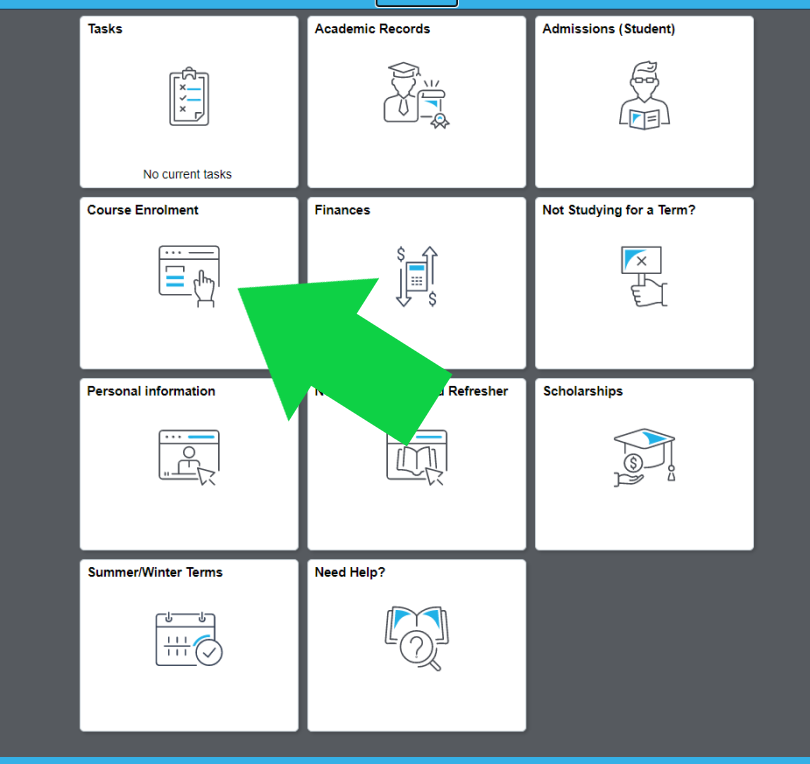 Tasks
No current tasks
Academic Records
Admissions (Student)
Course Enrolment
Finances
Not Studying for a Term?
Personal information
Refresher
Scholarships
Summer/Winter Terms
Need Help?